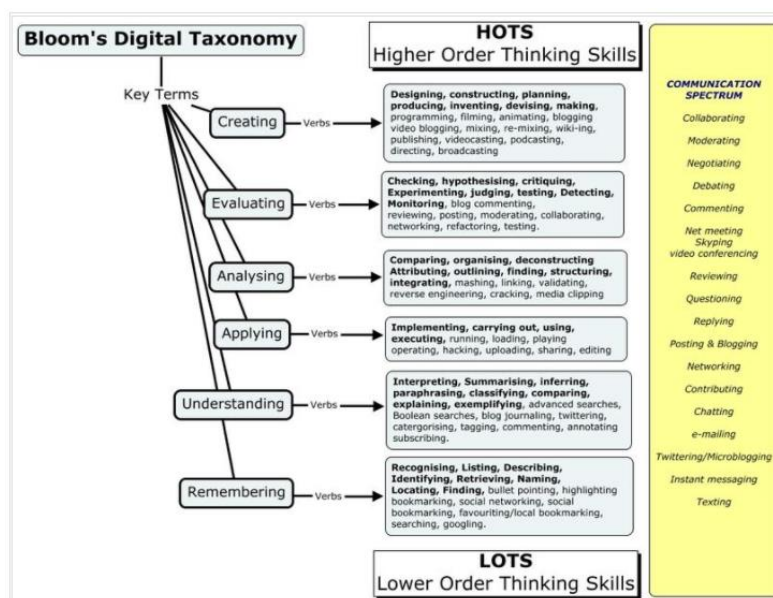 Bloom's Digital Taxonomy
HOTS
Higher Order Thinking Skills
Key Terms
Creating
Verbs
Designing, constructing, planning,
producing, inventing, devising, making,
programming, filming, animating, blogging
video blogging, mixing, re-mixing, wiki-ing,
publishing, videocasting, podcasting,
directing, broadcasting
Evaluating
Verbs
Checking, hypothesising, critiquing,
Experimenting, judging, testing, Detecting,
Monitoring, blog commenting,
reviewing, posting, moderating, collaborating,
networking, refactoring, testing.
Analysing
Verbs
Comparing, organising, deconstructing
Attributing, outlining, finding, structuring,
integrating, mashing, linking, validating,
reverse engineering, cracking, media clipping
Applying
Verbs
Implementing, carrying out, using,
executing, running, loading, playing
operating, hacking, uploading, sharing, editing
Understanding
Verbs
Interpreting, Summarising, inferring,
paraphrasing, classifying, comparing,
explaining, exemplifying, advanced searches,
Boolean searches, blog journaling, twittering,
catergorising, tagging, commenting, annotating
subscribing.
Remembering
Verbs
Recognising, Listing, Describing,
Identifying, Retrieving, Naming,
Locating, Finding, bullet pointing, highlighting
bookmarking, social networking, social
bookmarking, favouriting/local bookmarking,
searching, googling.
LOTS
Lower Order Thinking Skills
COMMUNICATION
SPECTRUM
Collaborating
Moderating
Negotiating
Debating
Commenting
Net meeting
Skyping
video conferencing
Reviewing
Questioning
Replying
Posting & Blogging
Networking
Contributing
Chatting
e-mailing
Twittering/Microblogging
Instant messaging
Texting